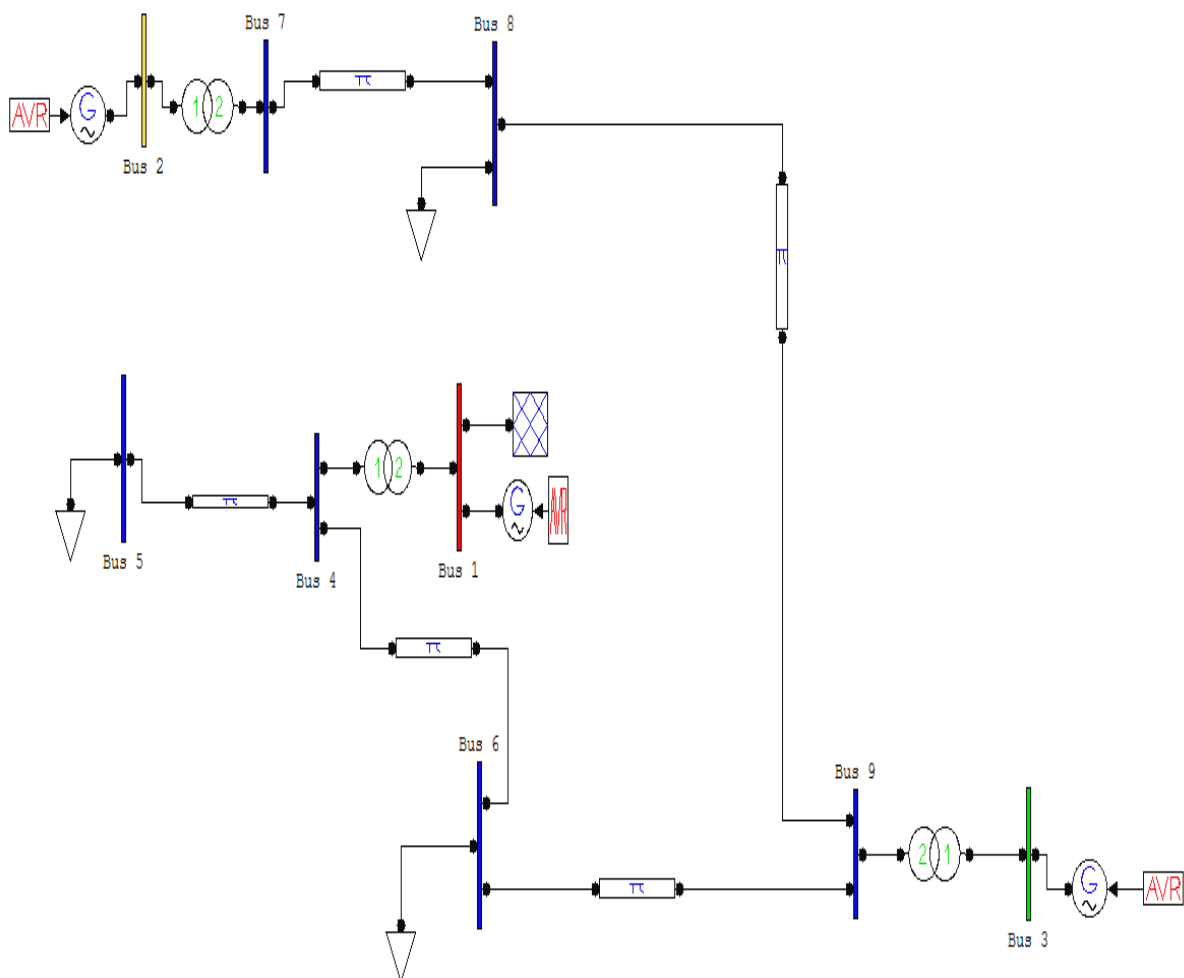 Bus 7
Bus 8
π
AVR
G
1 2
Bus 2
π
1 2
G
AVR
π
Bus 5
Bus 4
Bus 1
π
Bus 6
Bus 9
2 1
π
G
AVR
Bus 3